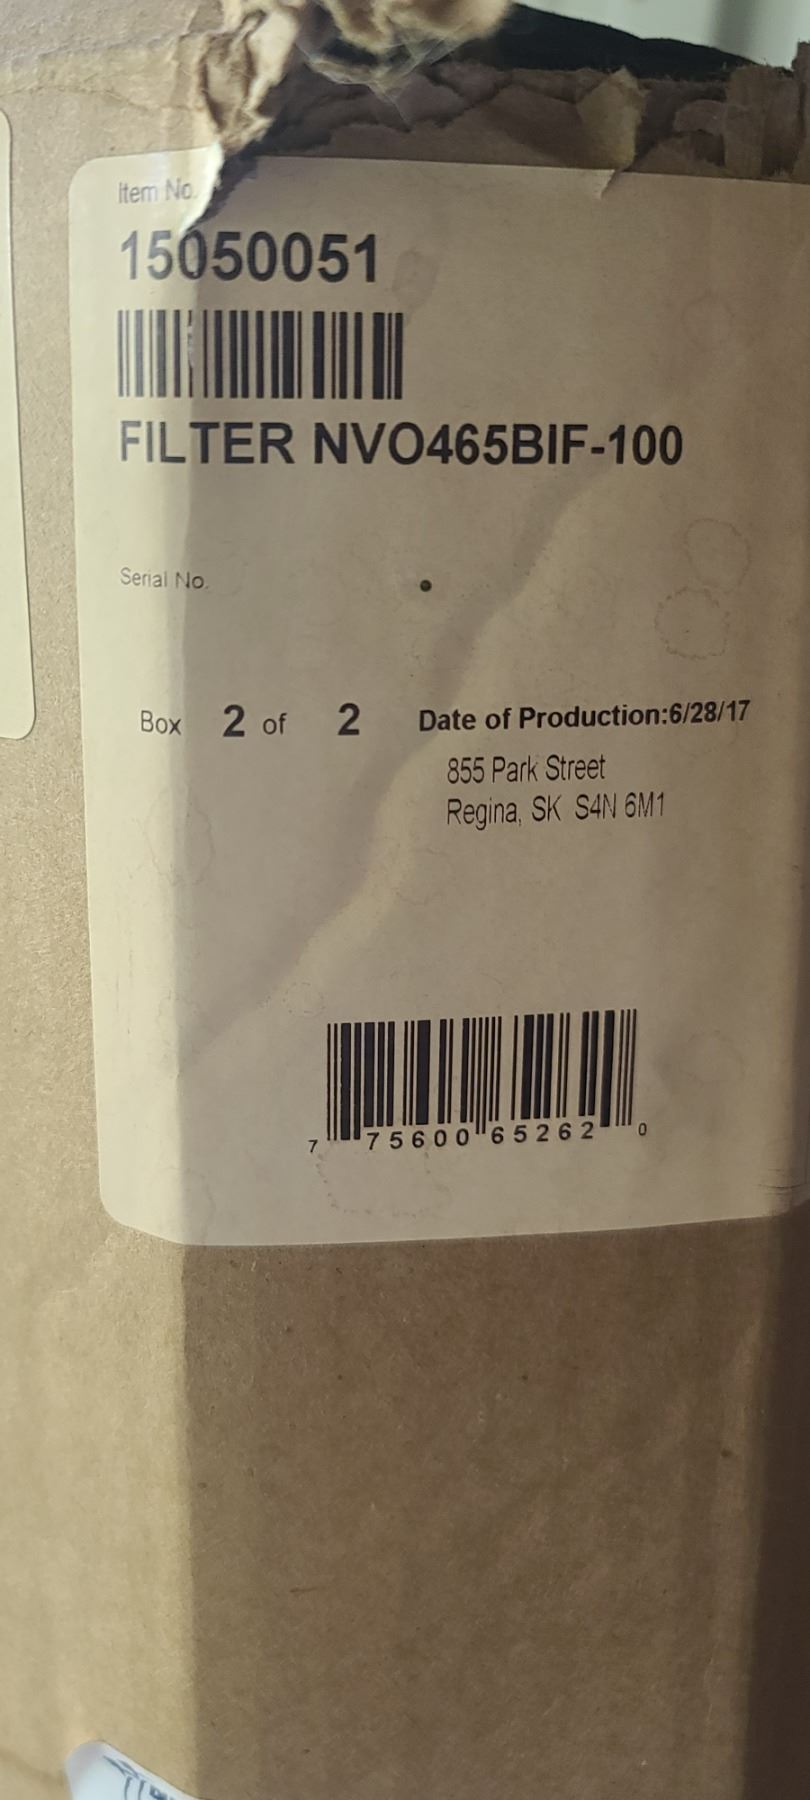 Item No.
15050051
FILTER NVO465BIF-100
Serial No.
Box 2 of 2 Date of Production:6/28/17
855 Park Street
Regina, SK S4N 6M1
7 75600 65262 0